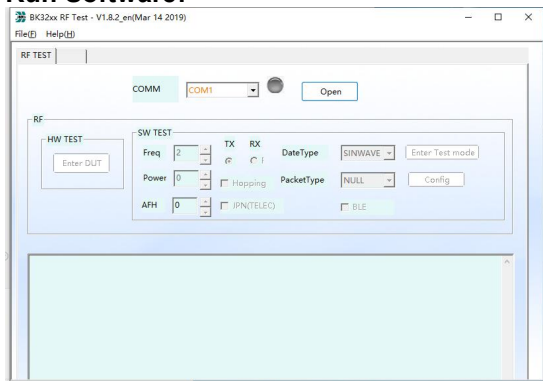 Run Software:
BK32xx RF Test - V1.8.2_en(Mar 14 2019)
File(F) Help(H)
RF TEST
COMM COM1 Open
RF
HW TEST
Enter DUT
SW TEST
Freq 2 TX RX DateType SINWAVE Enter Test mode
Power 0 Hopping PacketType NULL Config
AFH 0 JPN(TELEC) BLE